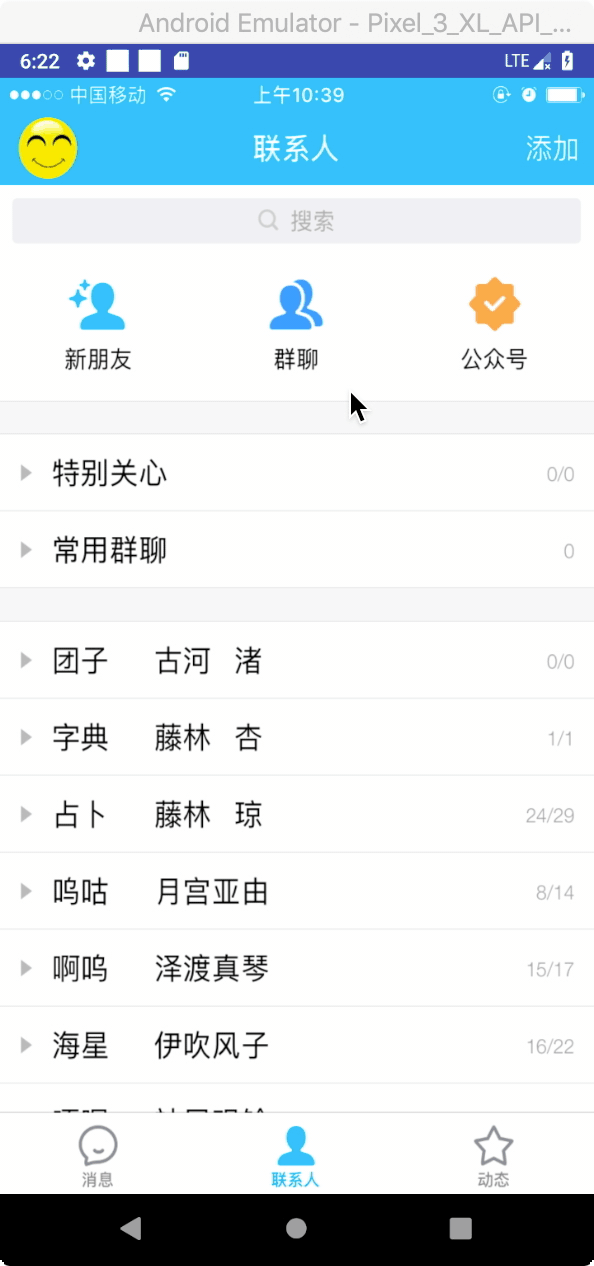 Android Emulator - Pixel_3_XL_API_...
6:22 LTE
中国移动 上午10:39
联系人 添加
搜索
新朋友 群聊 公众号
特别关心 0/0
常用群聊 0
团子 古河 渚 0/0
字典 藤林 杏 1/1
占卜 藤林 琼 24/29
呜咕 月宫亚由 8/14
啊呜 泽渡真琴 15/17
海星 伊吹风子 16/22
消息 联系人 动态